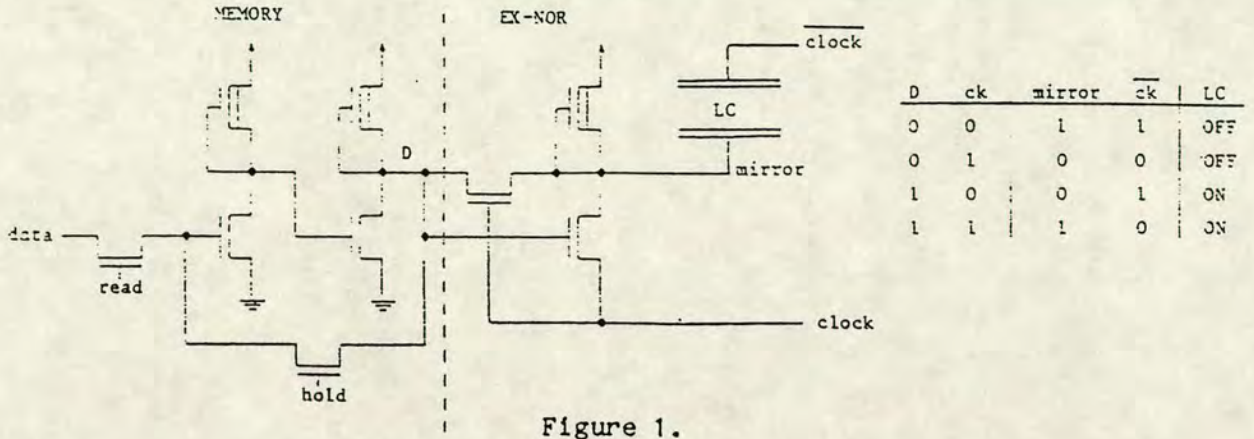 MEMORY
EX-NOR
clock
LC
D
mirror
data
read
hold
clock
D ck mirror ck LC
0 0 1 1 OFF
0 1 0 0 OFF
1 0 0 1 ON
1 1 1 0 ON
Figure 1.